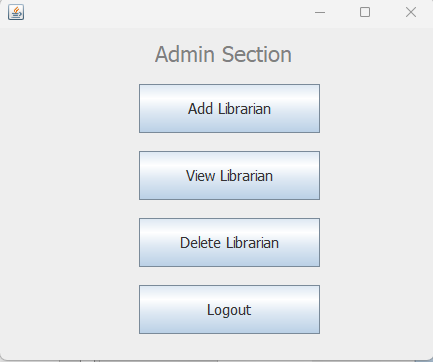 Admin Section
Add Librarian
View Librarian
Delete Librarian
Logout